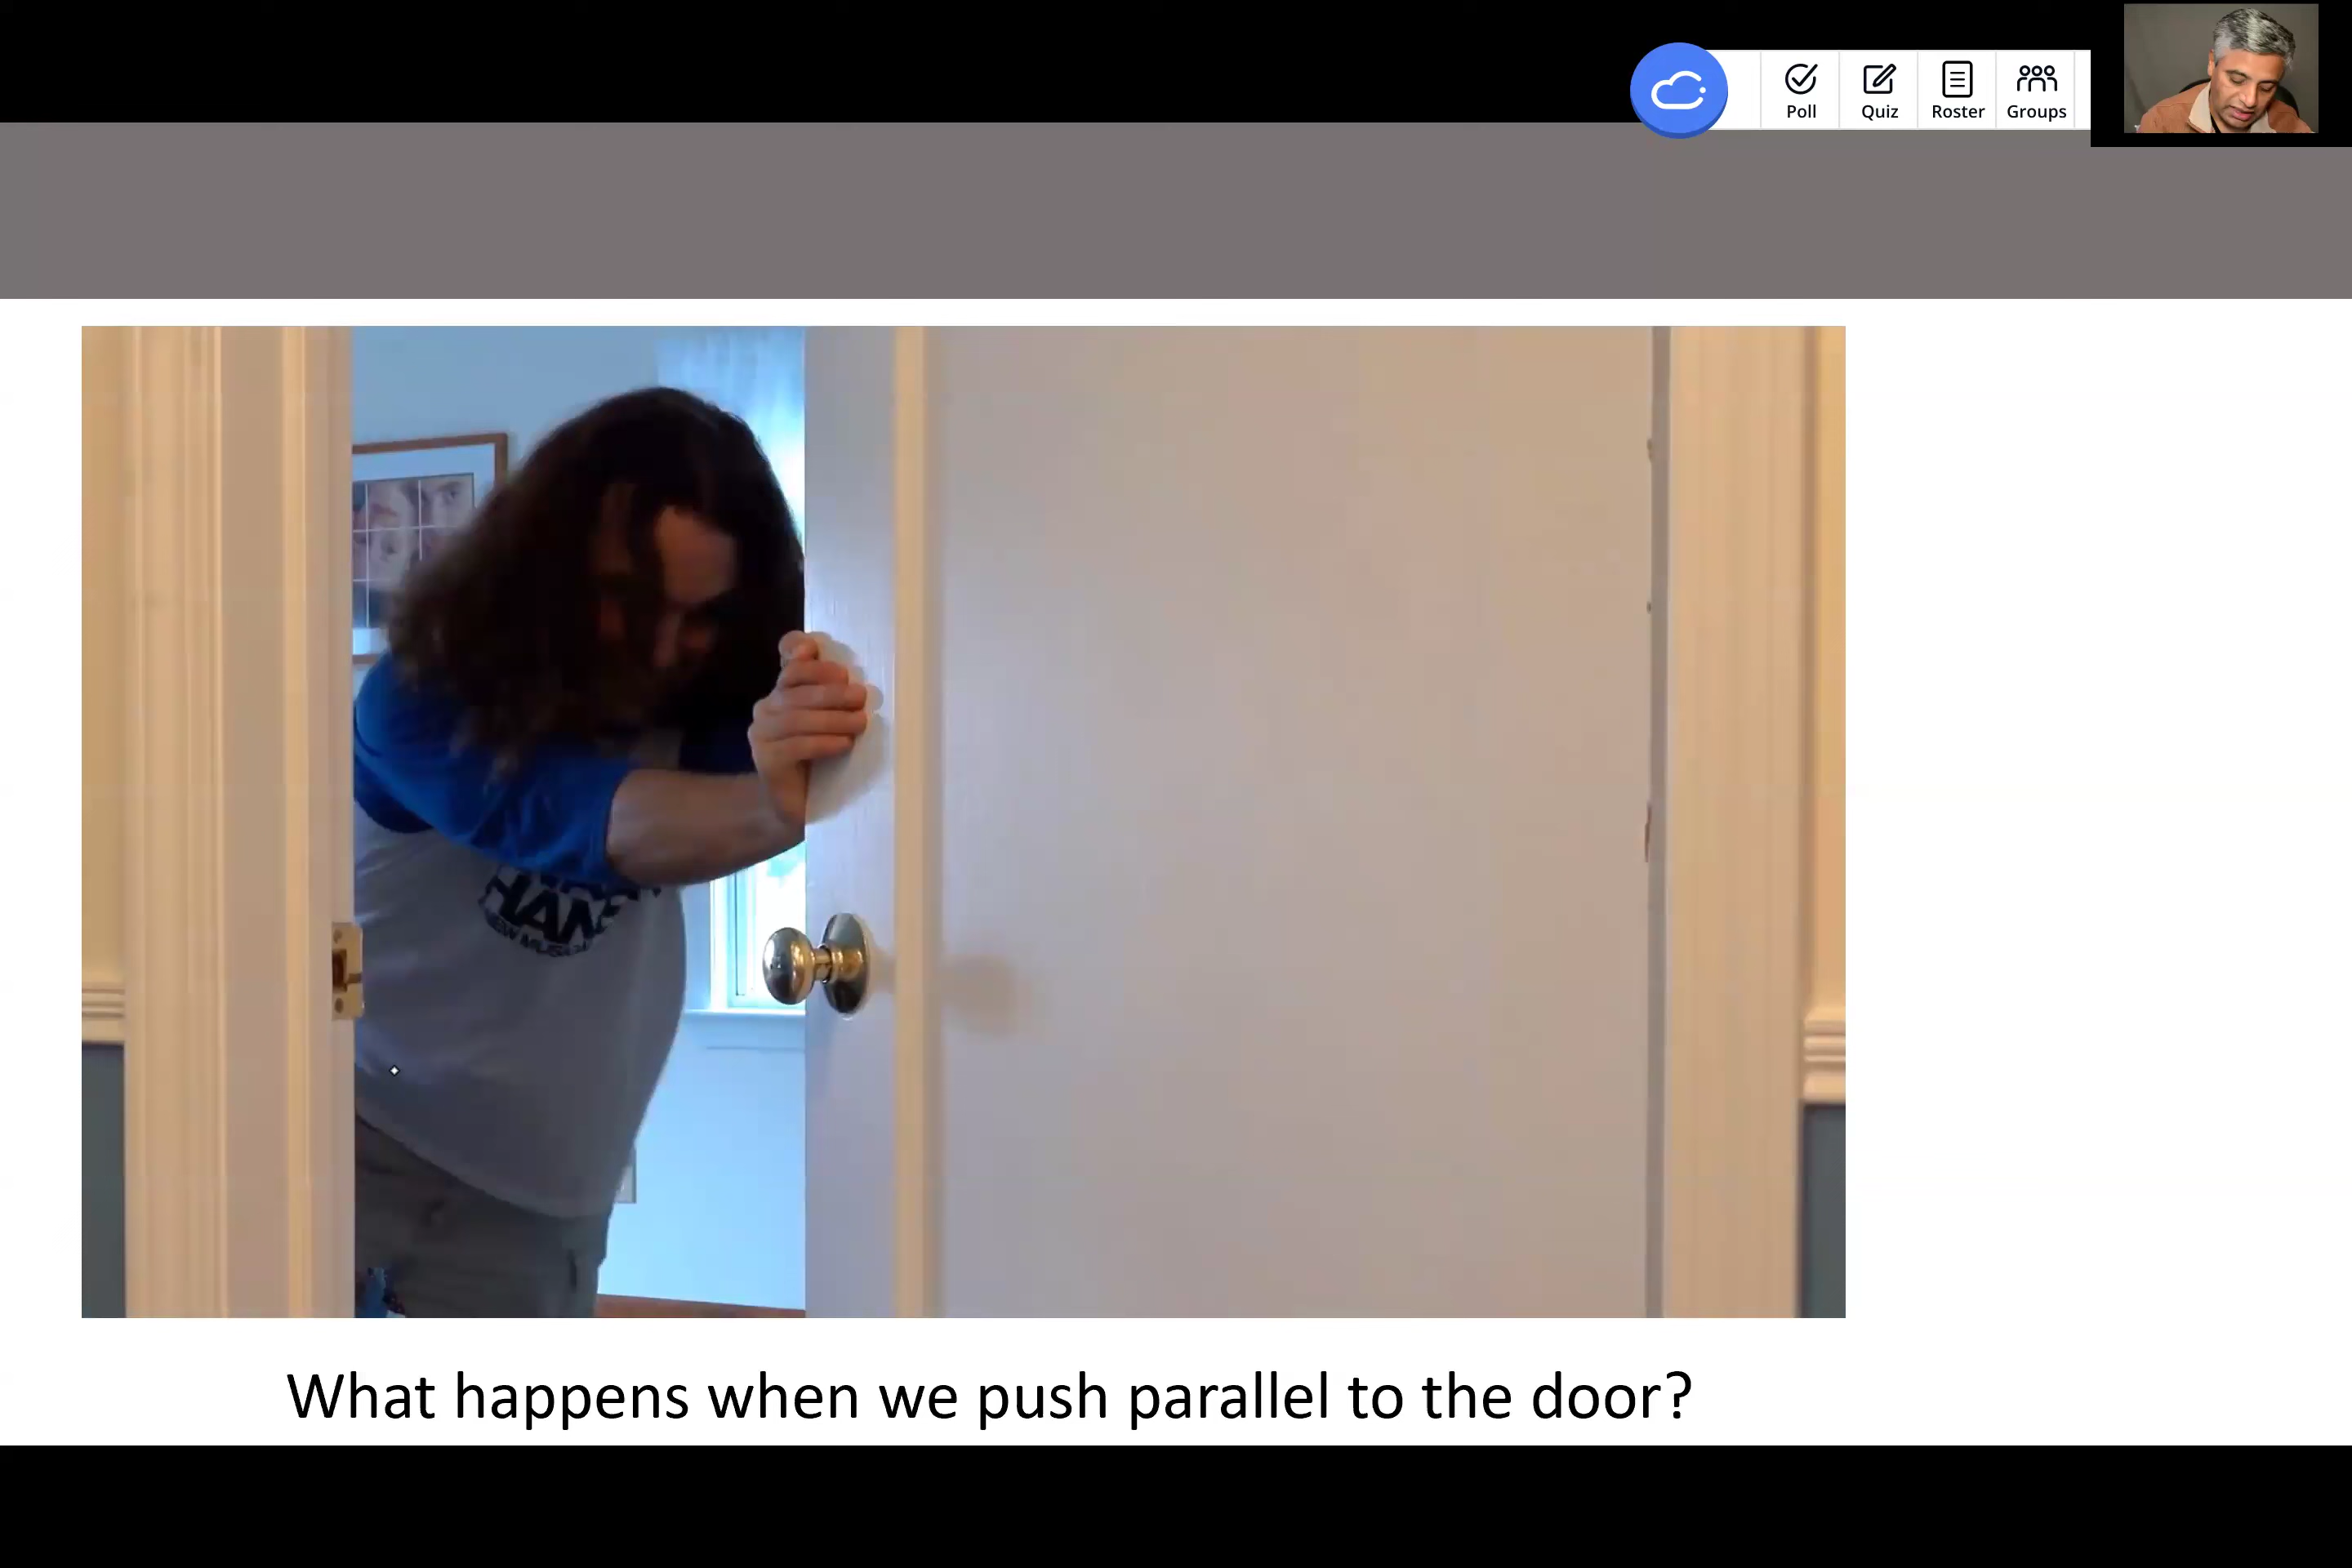 Poll
Quiz
Roster
Groups
What happens when we push parallel to the door?